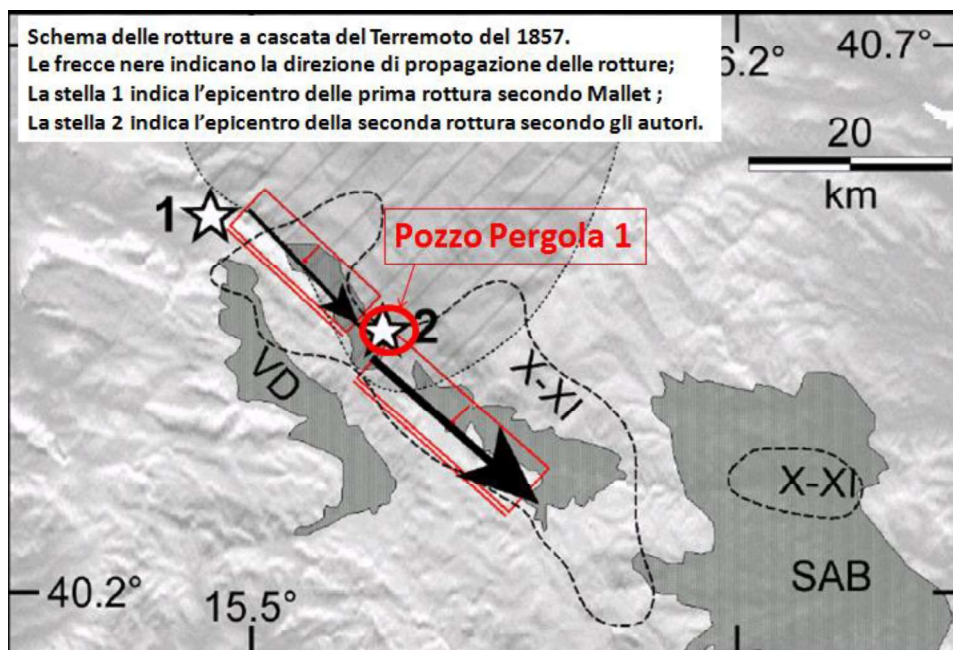 Schema delle rotture a cascata del Terremoto del 1857.
Le frecce nere indicano la direzione di propagazione delle rotture;
La stella 1 indica l'epicentro delle prima rottura secondo Mallet ;
La stella 2 indica l'epicentro della seconda rottura secondo gli autori.
6.2° 40.7°
20
km
1
Pozzo Pergola 1
2
VD
X-XI
X-XI
SAB
40.2°
15.5°